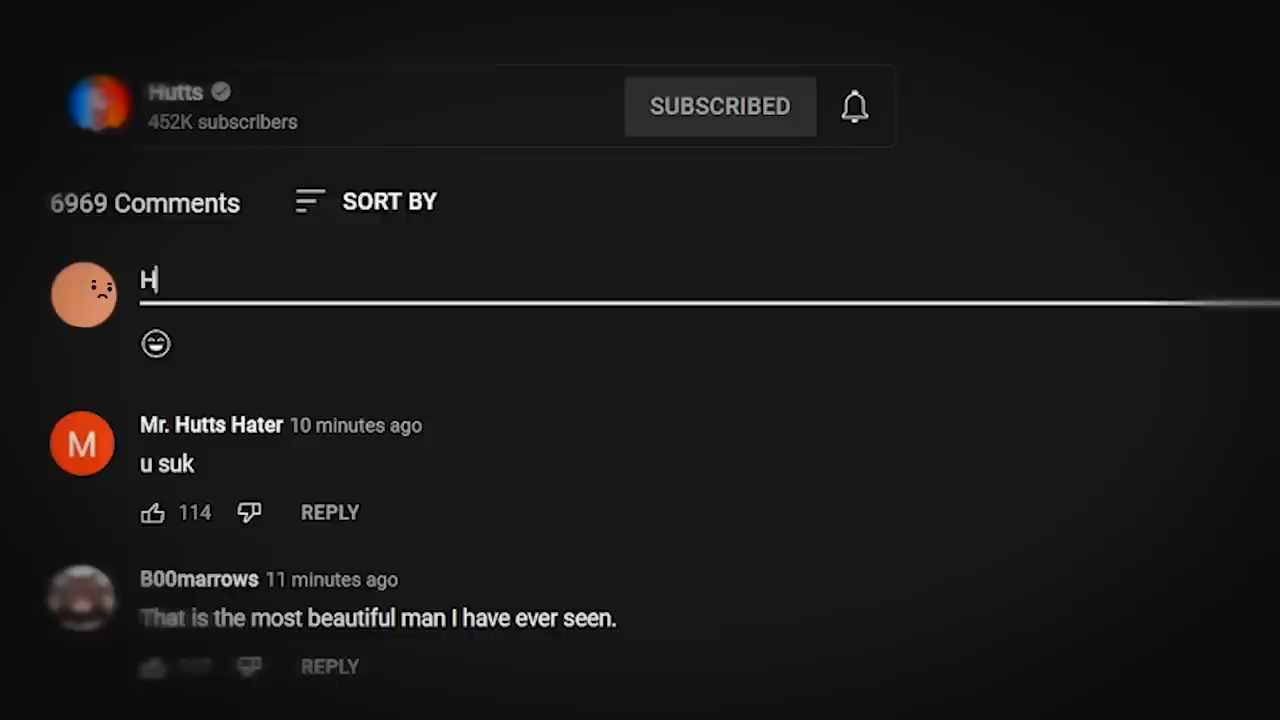 Hutts
452K subscribers
SUBSCRIBED
6969 Comments
SORT BY
H
M
Mr. Hutts Hater 10 minutes ago
u suk
114
REPLY
B00marrows 11 minutes ago
That is the most beautiful man I have ever seen.
REPLY